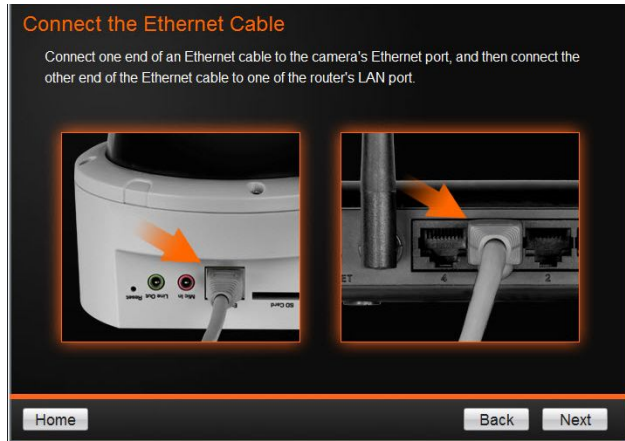 Connect the Ethernet Cable
Connect one end of an Ethernet cable to the camera's Ethernet port, and then connect the
other end of the Ethernet cable to one of the router's LAN port.
Reset
Line Out
Mic In
SD Card
ET
4
2
Home
Back
Next